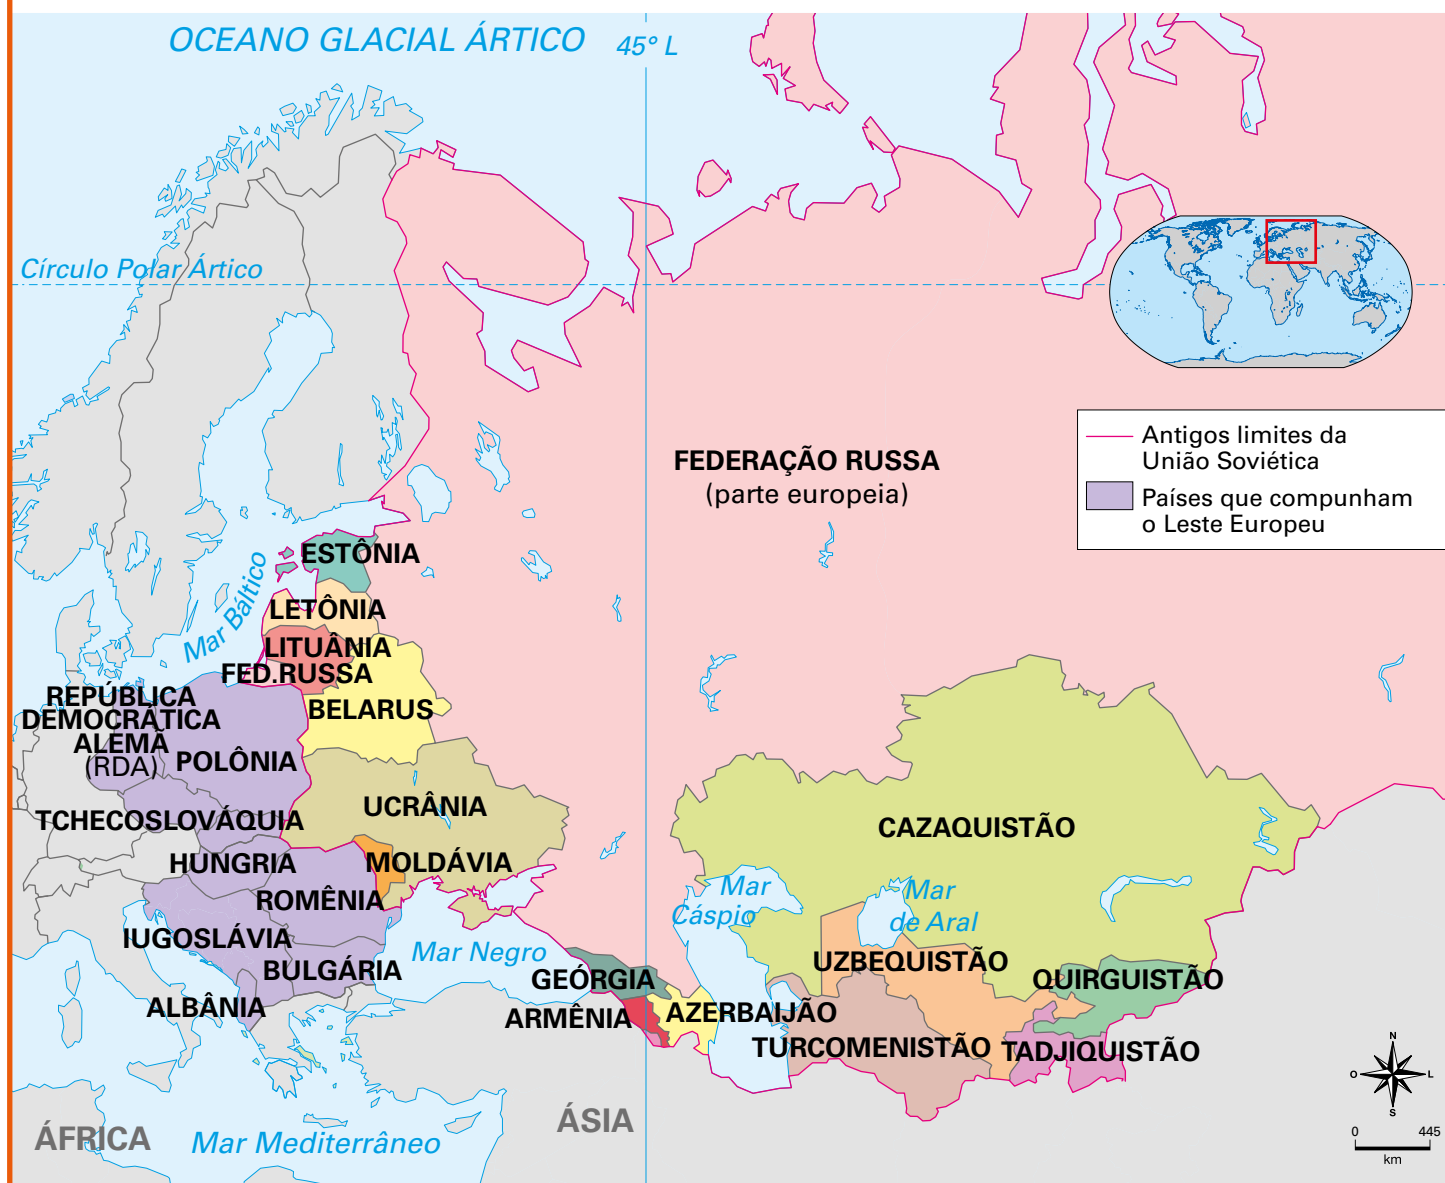 OCEANO GLACIAL ÁRTICO
45° L
Círculo Polar Ártico
FEDERAÇÃO RUSSA
(parte europeia)
Antigos limites da
União Soviética
Países que compunham
o Leste Europeu
Mar Báltico
ESTÔNIA
LETÔNIA
LITUÂNIA
FED.RUSSA
BELARUS
REPÚBLICA
DEMOCRÁTICA
ALEMÃ
(RDA)
POLÔNIA
UCRÂNIA
TCHECOSLOVÁQUIA
CAZAQUISTÃO
HUNGRIA
MOLDÁVIA
ROMÊNIA
Mar
Cáspio
Mar
de Aral
IUGOSLÁVIA
BULGÁRIA
Mar Negro
UZBEQUISTÃO
GEÓRGIA
QUIRGUISTÃO
ALBÂNIA
ARMÊNIA
AZERBAIJÃO
TURCOMENISTÃO
TADJIQUISTÃO
ÁFRICA
Mar Mediterrâneo
ÁSIA
N
O
L
S
0 445
km